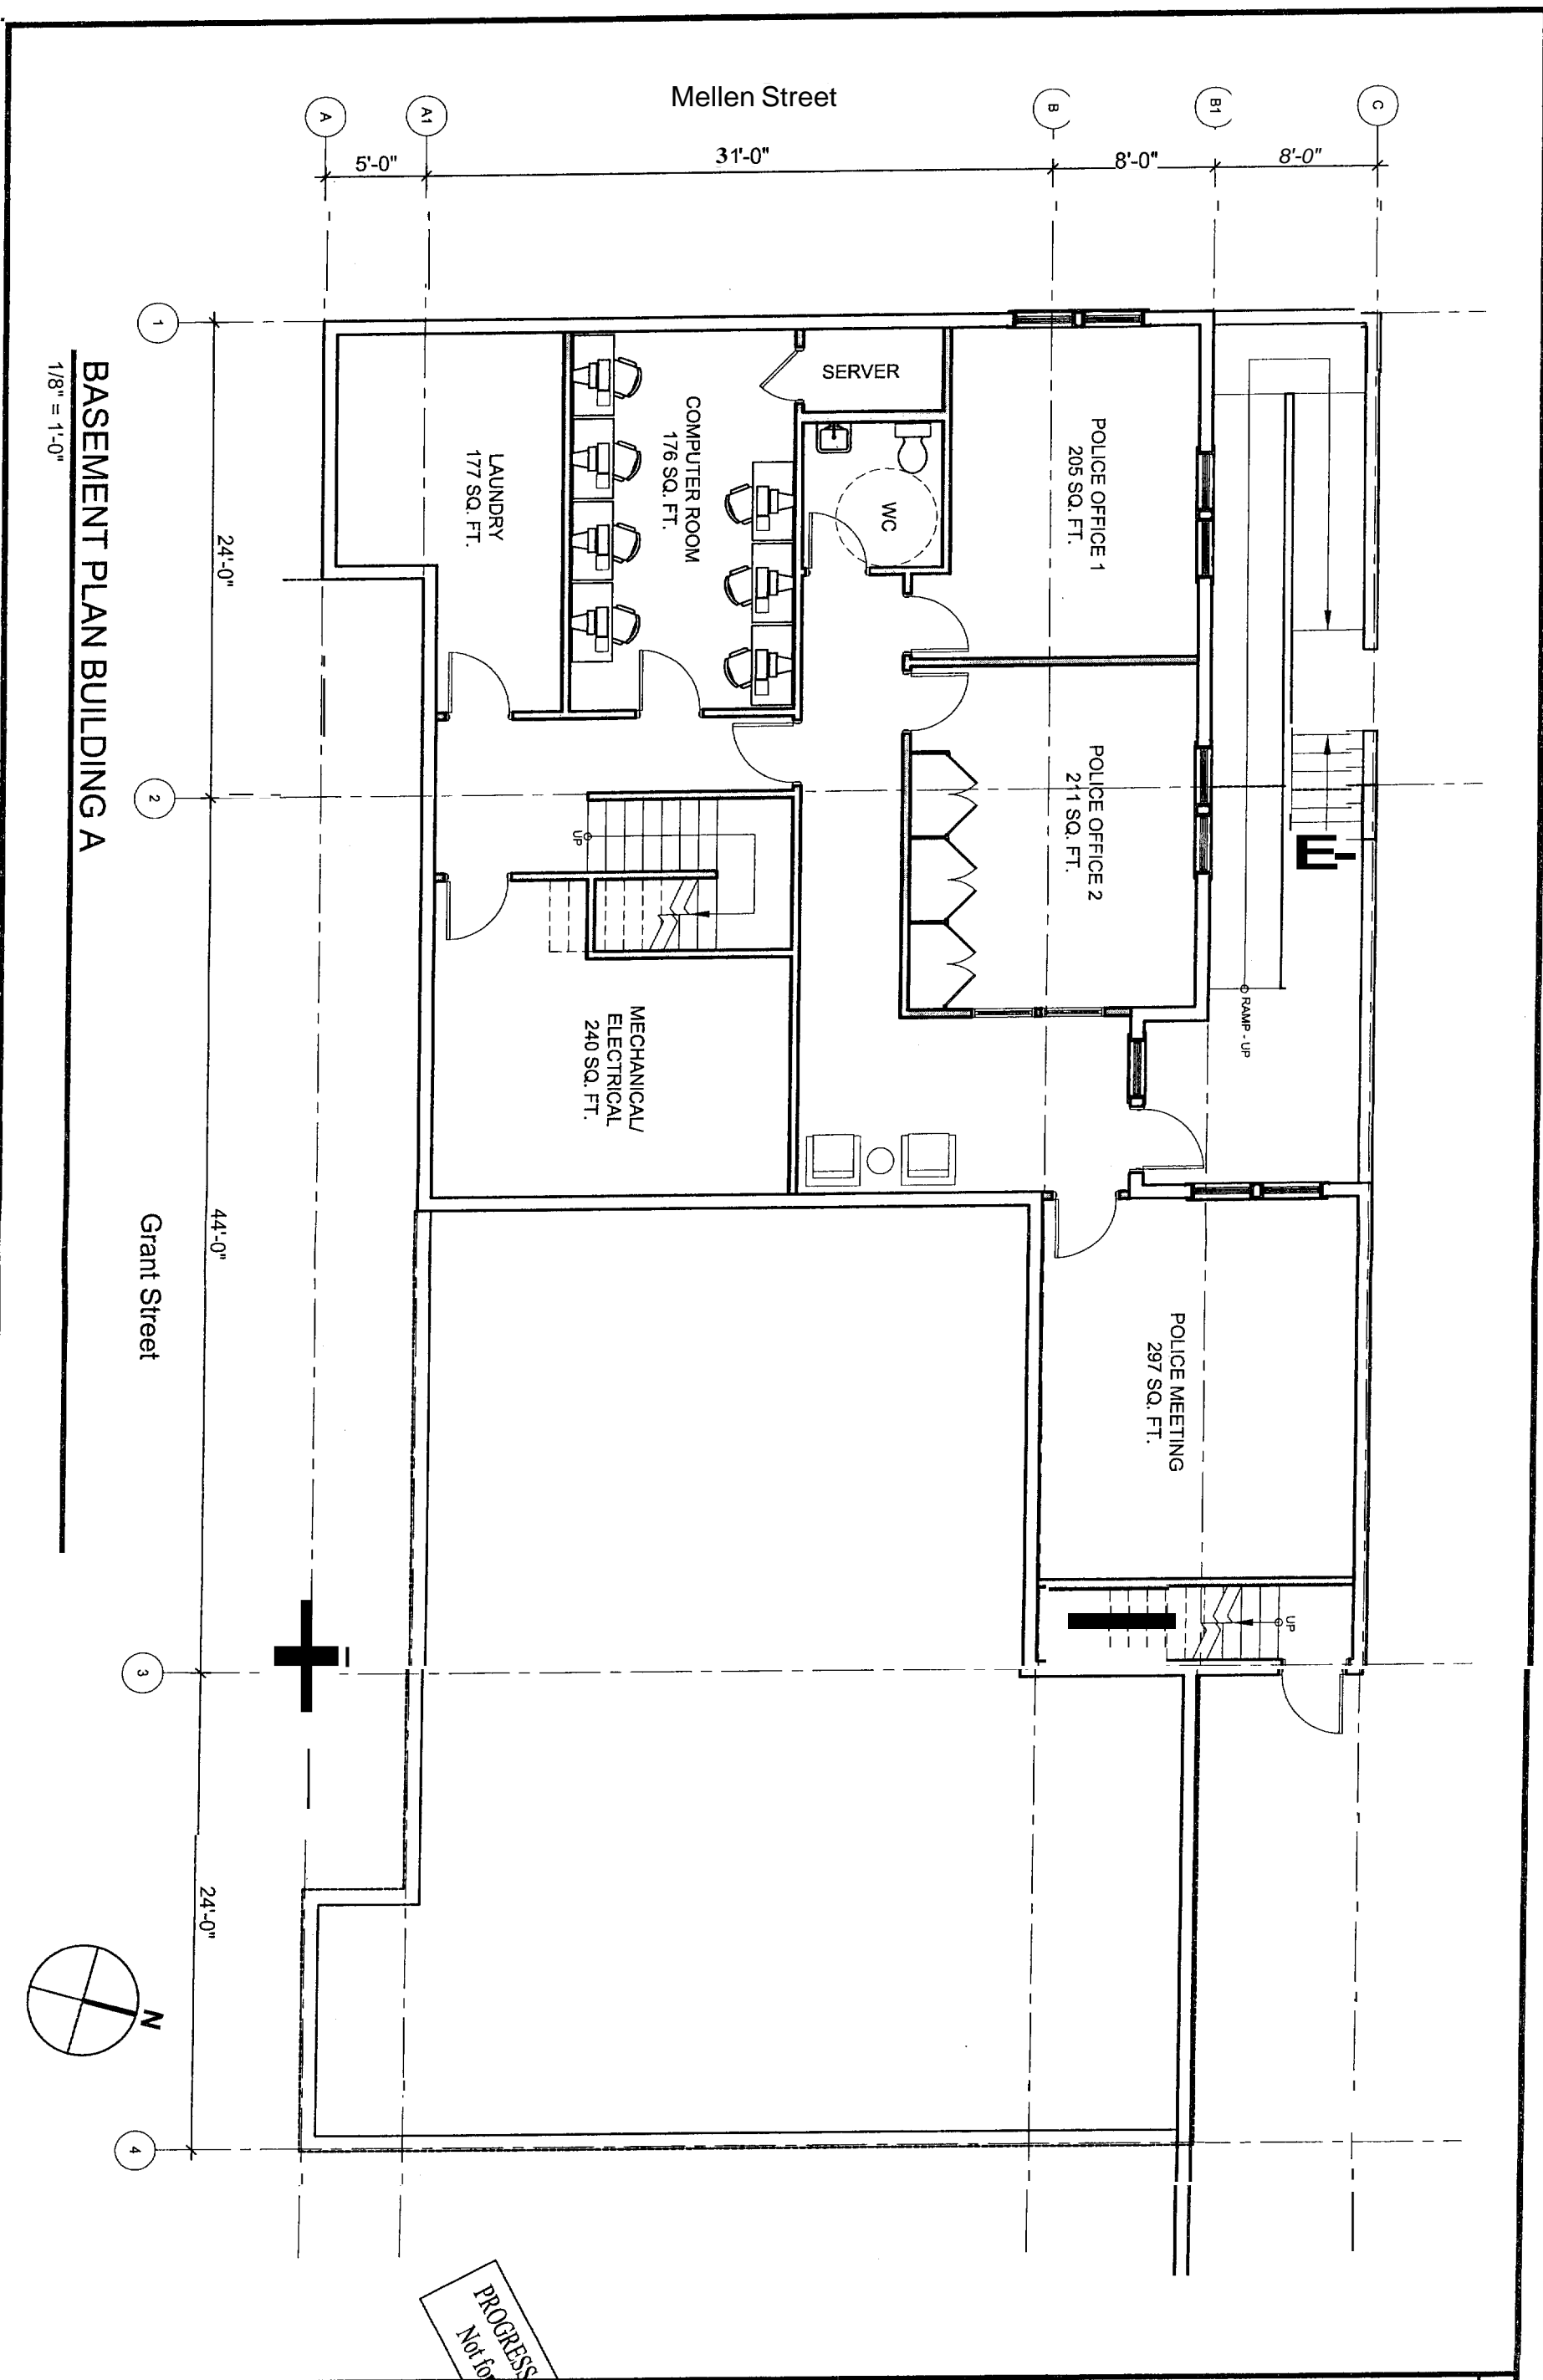 Mellen Street
A
A1
B
B1
C
5'-0"
31'-0"
8'-0"
8'-0"
1
2
3
4
24'-0"
44'-0"
24'-0"
SERVER
WC
POLICE OFFICE 1
205 SQ. FT.
COMPUTER ROOM
176 SQ. FT.
LAUNDRY
177 SQ. FT.
POLICE OFFICE 2
211 SQ. FT.
E-
RAMP - UP
UP
MECHANICAL/
ELECTRICAL
240 SQ. FT.
POLICE MEETING
297 SQ. FT.
UP
Grant Street
BASEMENT PLAN BUILDING A
1/8" = 1'-0"
N
PROGRESS
Not for